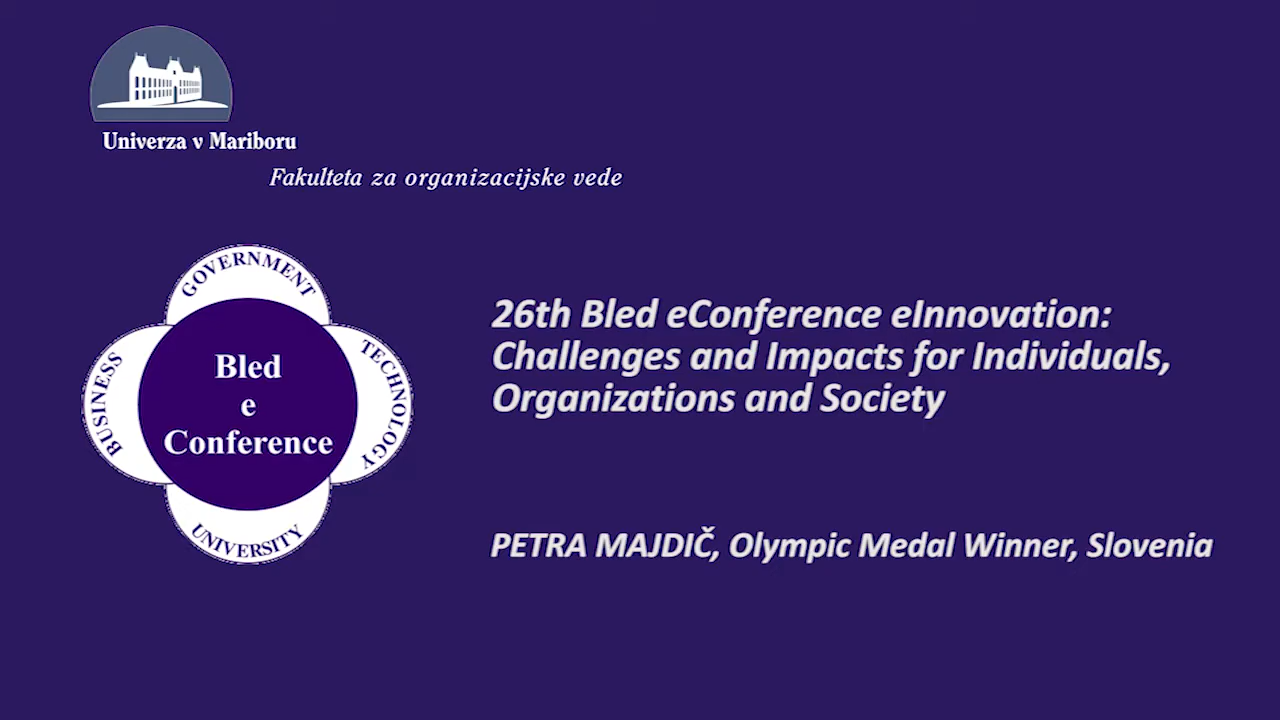 Univerza v Mariboru
Fakulteta za organizacijske vede
GOVERNMENT
BUSINESS
TECHNOLOGY
Bled
e
Conference
UNIVERSITY
26th Bled eConference eInnovation:
Challenges and Impacts for Individuals,
Organizations and Society
PETRA MAJDIČ, Olympic Medal Winner, Slovenia